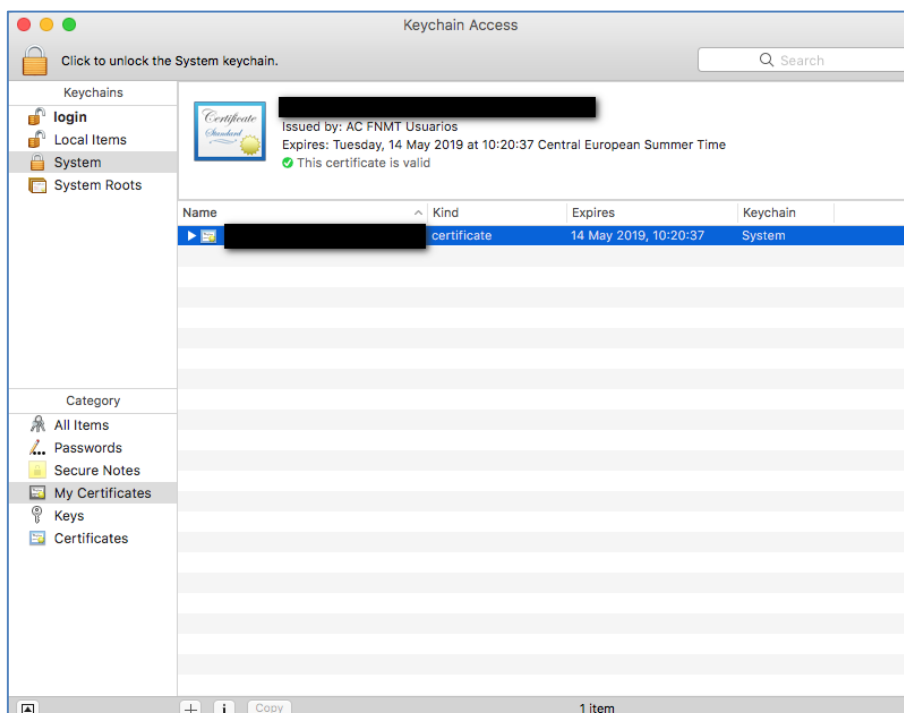 Keychain Access
Click to unlock the System keychain.
Search
Keychains
login
Local Items
System
System Roots
Certificate
Standard
Issued by: AC FNMT Usuarios
Expires: Tuesday, 14 May 2019 at 10:20:37 Central European Summer Time
This certificate is valid
Name Kind Expires Keychain
certificate 14 May 2019, 10:20:37 System
Category
All Items
Passwords
Secure Notes
My Certificates
Keys
Certificates
Copy
1 item